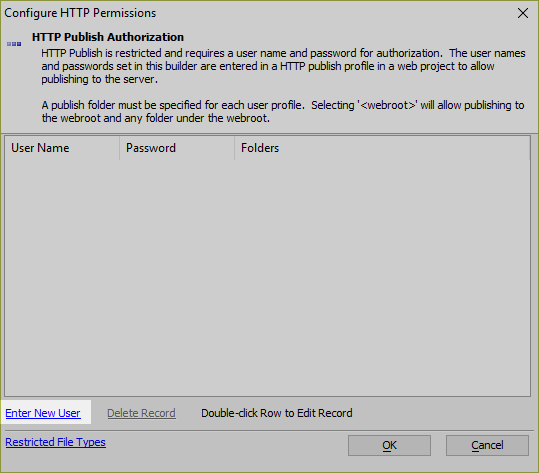 Configure HTTP Permissions
HTTP Publish Authorization
HTTP Publish is restricted and requires a user name and password for authorization. The user names
and passwords set in this builder are entered in a HTTP publish profile in a web project to allow
publishing to the server.
A publish folder must be specified for each user profile. Selecting '<webroot>' will allow publishing to
the webroot and any folder under the webroot.
User Name Password Folders
Enter New User Delete Record Double-click Row to Edit Record
Restricted File Types OK Cancel